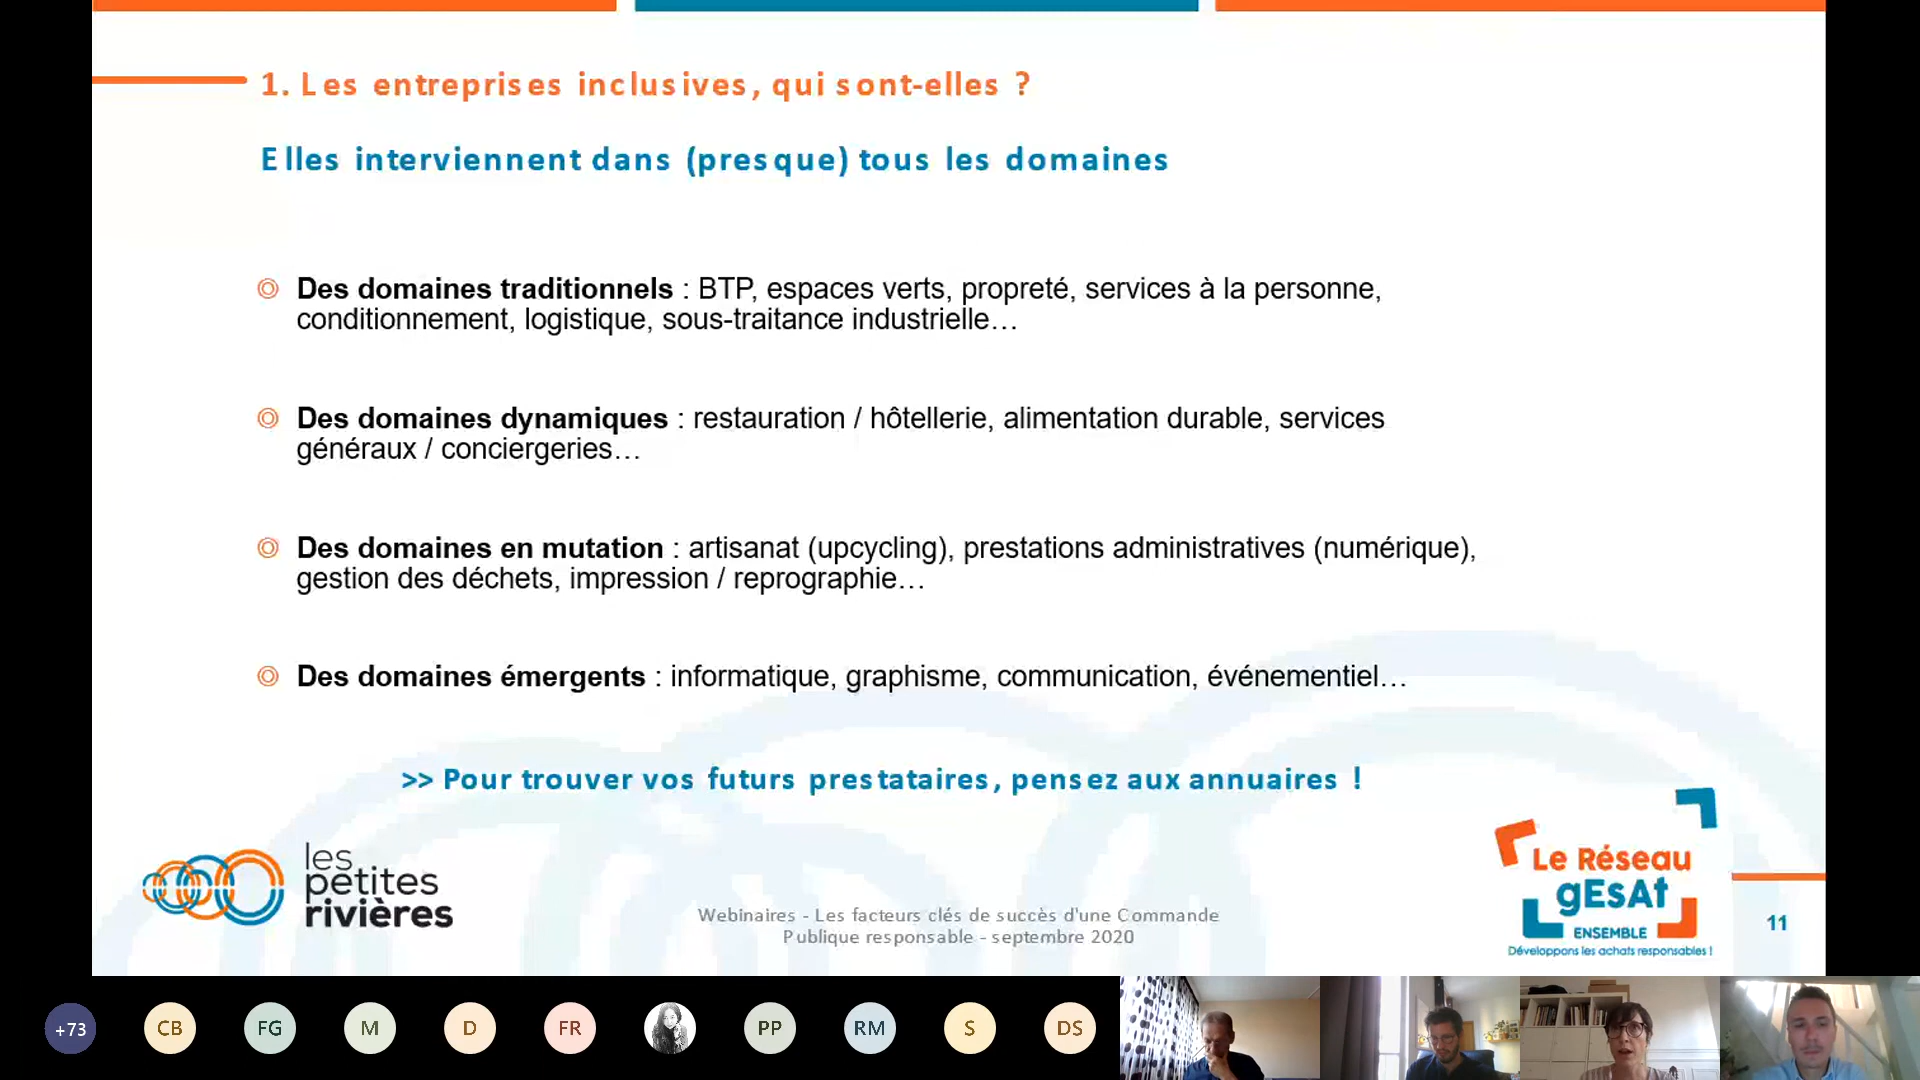 1. Les entreprises inclusives, qui sont-elles ?
Elles interviennent dans (presque) tous les domaines
Des domaines traditionnels : BTP, espaces verts, propreté, services à la personne,
conditionnement, logistique, sous-traitance industrielle…
Des domaines dynamiques : restauration / hôtellerie, alimentation durable, services
généraux / conciergeries…
Des domaines en mutation : artisanat (upcycling), prestations administratives (numérique),
gestion des déchets, impression / reprographie…
Des domaines émergents : informatique, graphisme, communication, événementiel…
>> Pour trouver vos futurs prestataires, pensez aux annuaires !
les
petites
rivières
Webinaires - Les facteurs clés de succès d'une Commande
Publique responsable - septembre 2020
Le Réseau
gEsAt
ENSEMBLE
Développons les achats responsables !
11
+73
CB
FG
M
D
FR
PP
RM
S
DS